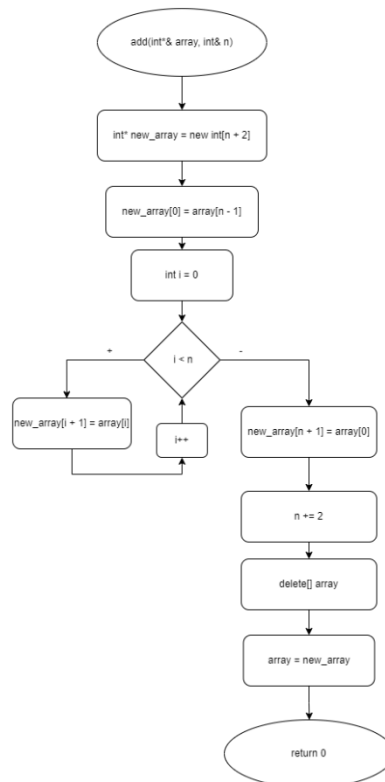 add(int*& array, int& n)
int* new_array = new int[n + 2]
new_array[0] = array[n - 1]
int i = 0
i < n
+
-
new_array[i + 1] = array[i]
i++
new_array[n + 1] = array[0]
n += 2
delete[] array
array = new_array
return 0